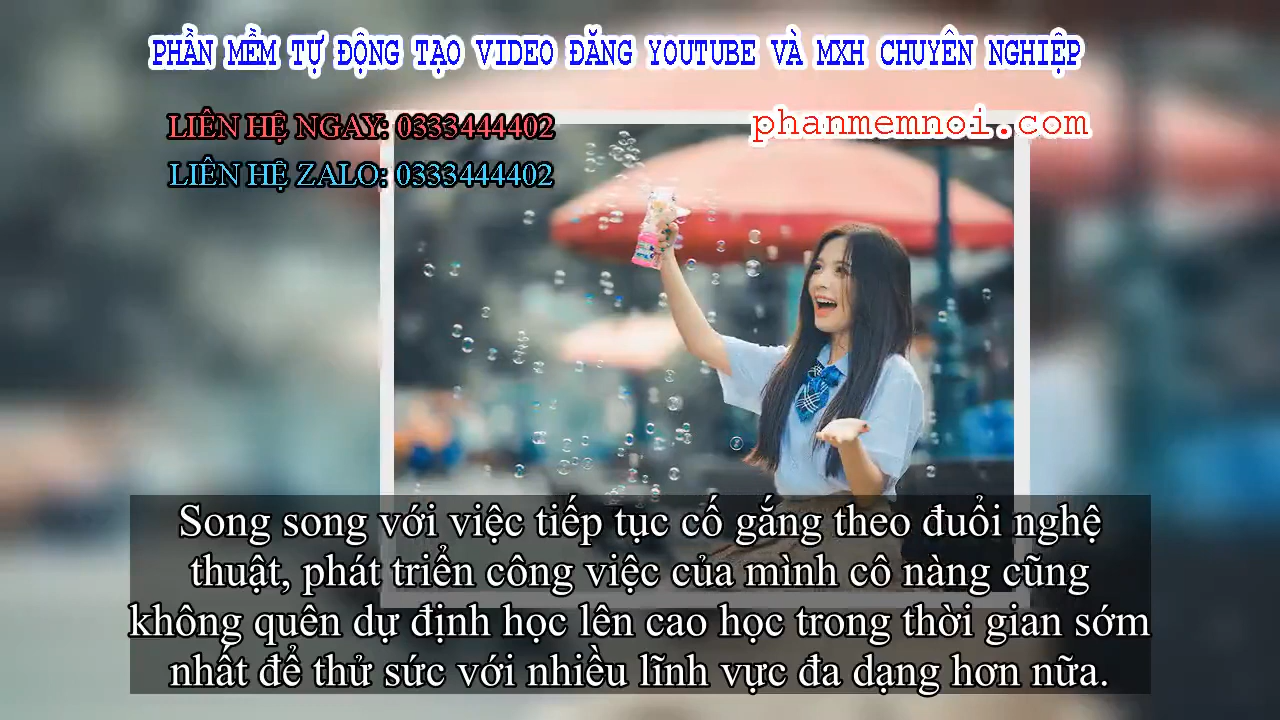 PHẦN MỀM TỰ ĐỘNG TẠO VIDEO ĐĂNG YOUTUBE VÀ MXH CHUYÊN NGHIỆP
LIÊN HỆ NGAY: 0333444402
phanmemnoi.com
LIÊN HỆ ZALO: 0333444402
Song song với việc tiếp tục cố gắng theo đuổi nghệ
thuật, phát triển công việc của mình cô nàng cũng
không quên dự định học lên cao học trong thời gian sớm
nhất để thử sức với nhiều lĩnh vực đa dạng hơn nữa.